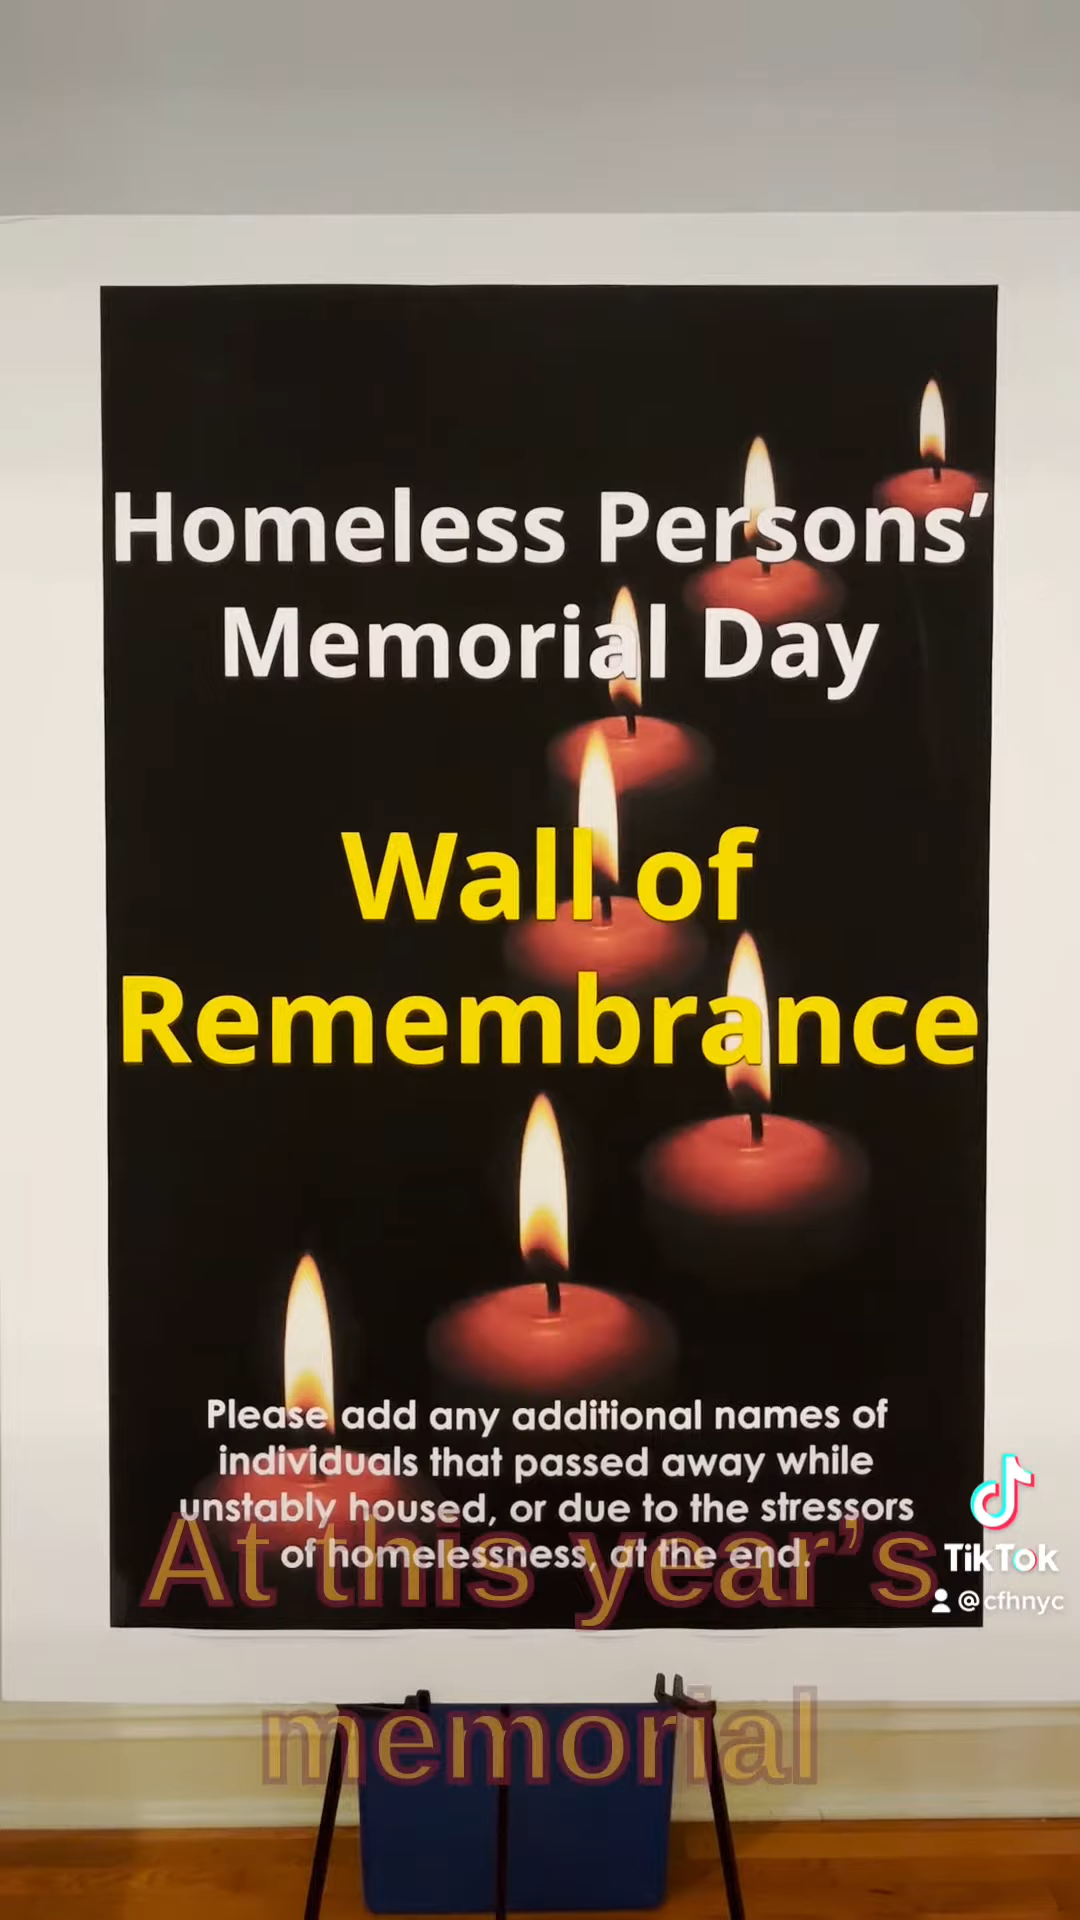 Homeless Persons’
Memorial Day
Wall of
Remembrance
Please add any additional names of
individuals that passed away while
unstably housed, or due to the stressors
of homelessness, at the end.
At this year’s
memorial
TikTok
@cfhnyc